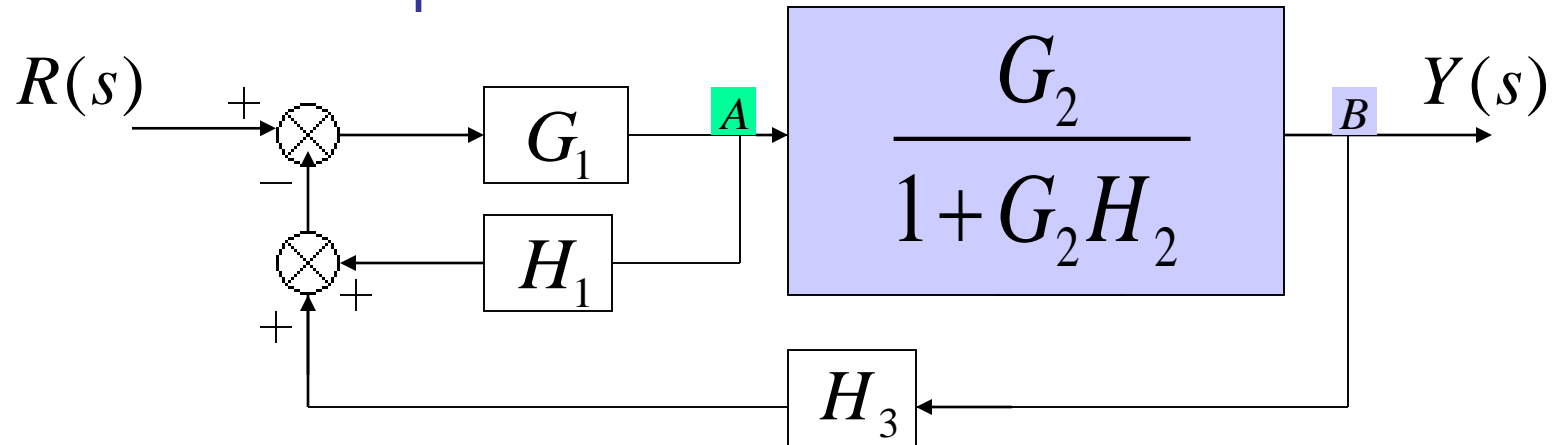 R(s)
+
−
G₁
A
G₂
1+G₂H₂
B
Y(s)
H₁
+
+
H₃